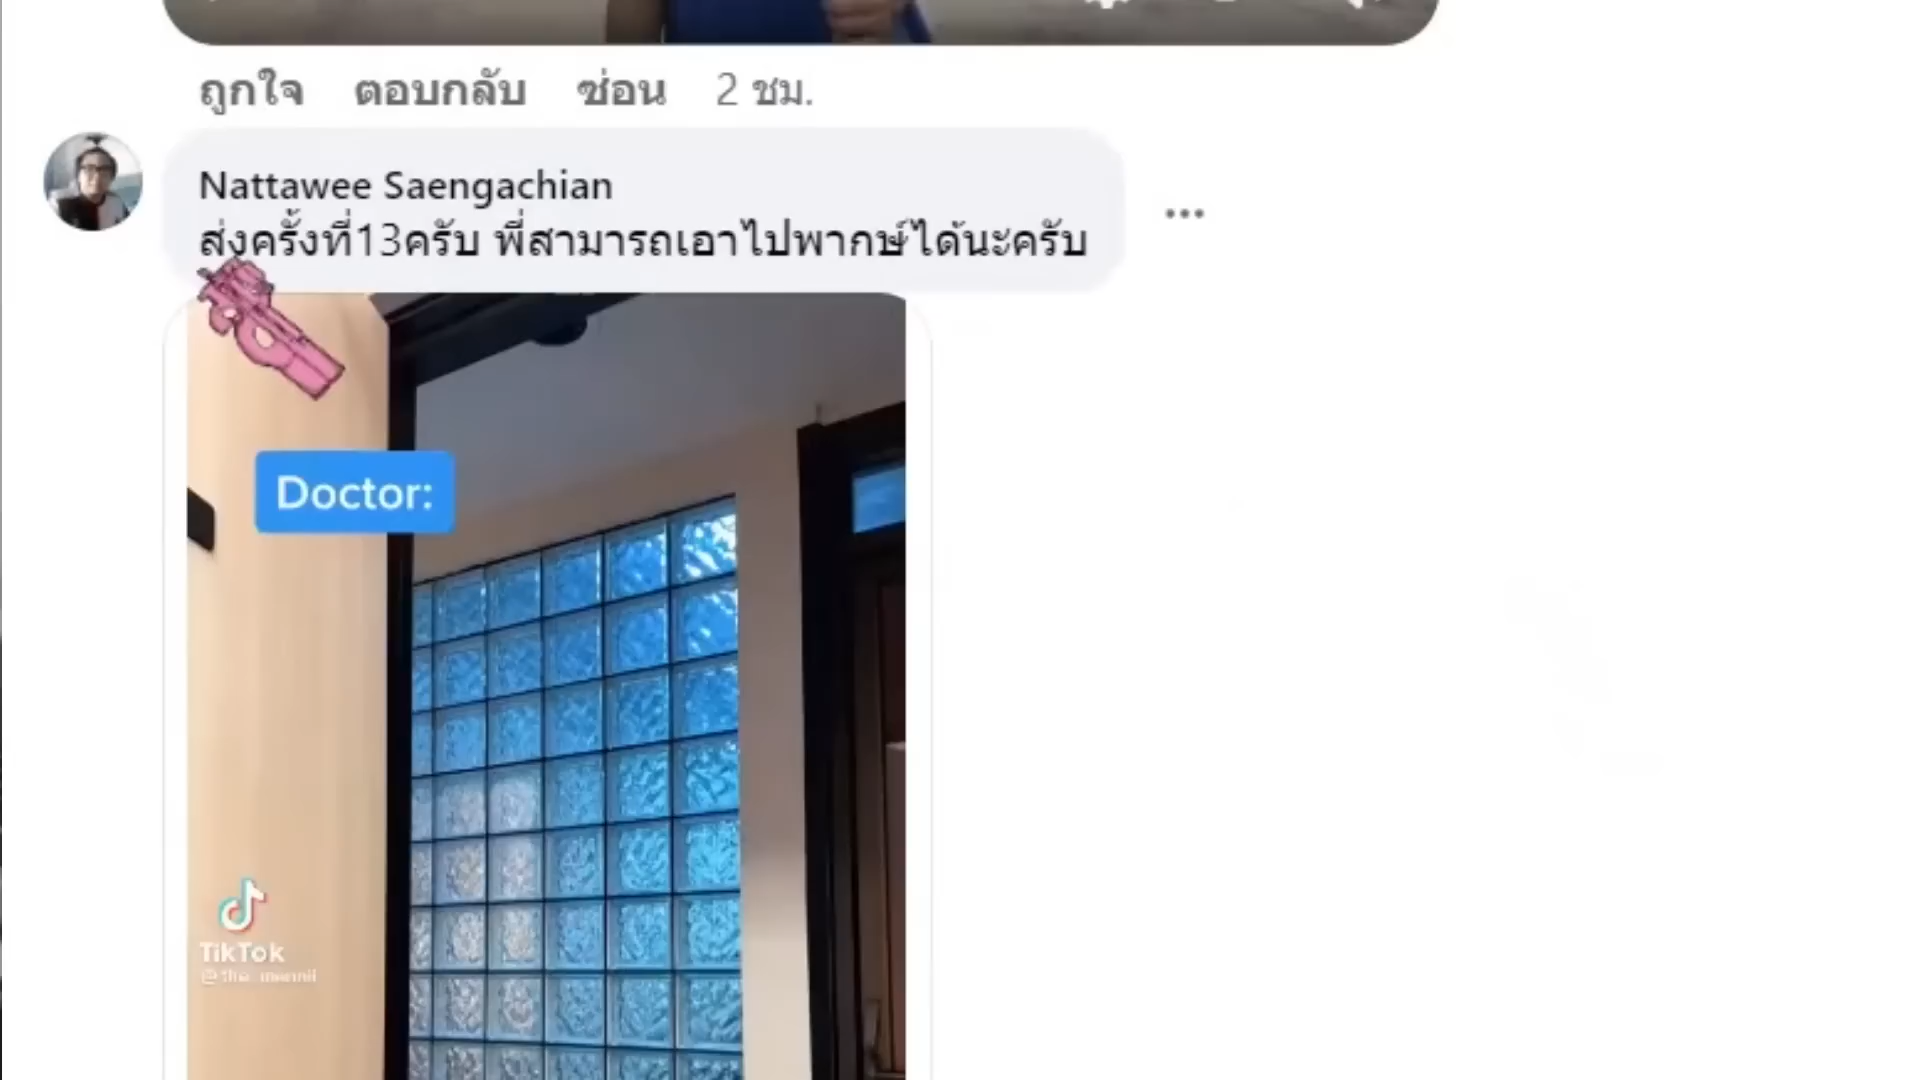 ถูกใจ ตอบกลับ ซ่อน 2 ชม.
Nattawee Saengachian
ส่งครั้งที่13ครับ พี่สามารถเอาไปพากษ์ได้นะครับ
Doctor:
TikTok